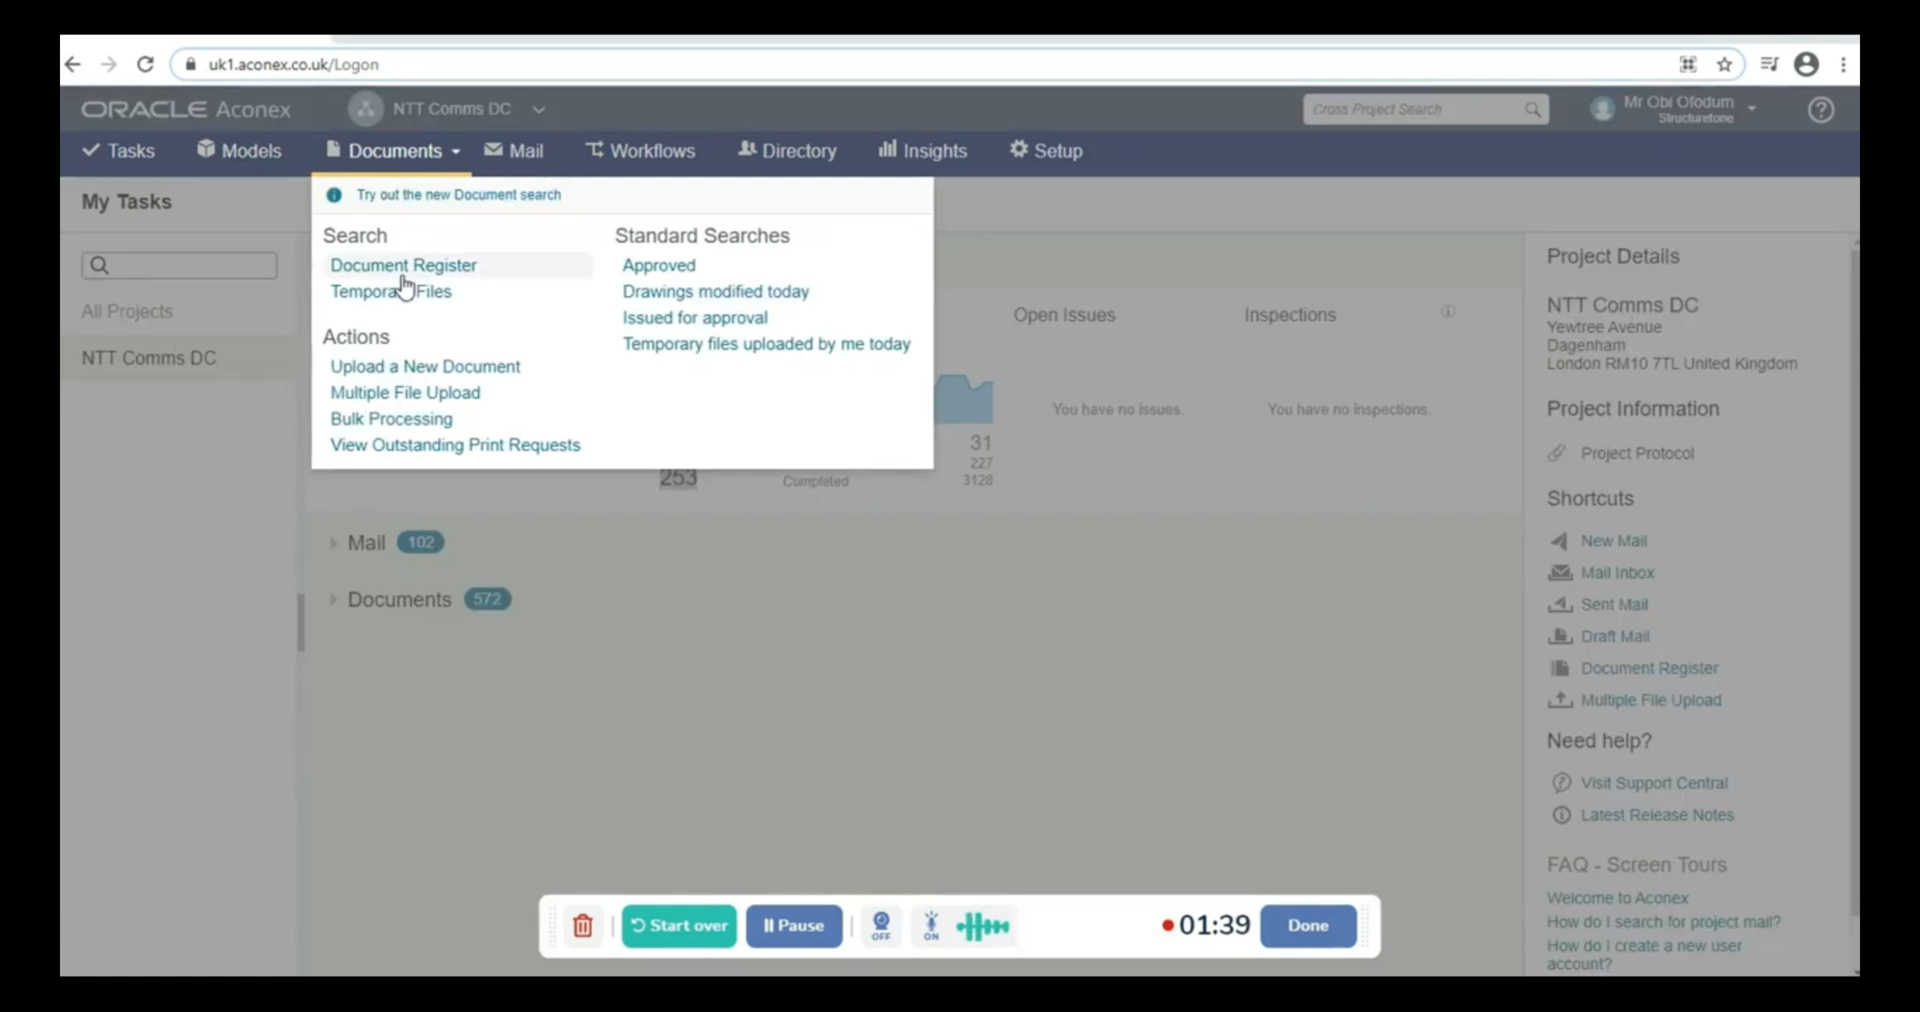 uk1.aconex.co.uk/Logon
ORACLE Aconex
NTT Comms DC
Cross Project Search
Mr Obi Ofodum
Structuretone
Tasks
Models
Documents
Mail
Workflows
Directory
Insights
Setup
My Tasks
Try out the new Document search
Search
Document Register
Temporary Files
Actions
Upload a New Document
Multiple File Upload
Bulk Processing
View Outstanding Print Requests
Standard Searches
Approved
Drawings modified today
Issued for approval
Temporary files uploaded by me today
All Projects
NTT Comms DC
Open Issues
Inspections
You have no issues.
You have no inspections.
31
227
253
Completed
3128
Mail 102
Documents 572
Project Details
NTT Comms DC
Yewtree Avenue
Dagenham
London RM10 7TL United Kingdom
Project Information
Project Protocol
Shortcuts
New Mail
Mail Inbox
Sent Mail
Draft Mail
Document Register
Multiple File Upload
Need help?
Visit Support Central
Latest Release Notes
FAQ - Screen Tours
Welcome to Aconex
How do I search for project mail?
How do I create a new user
account?
Start over
Pause
OFF
ON
01:39
Done